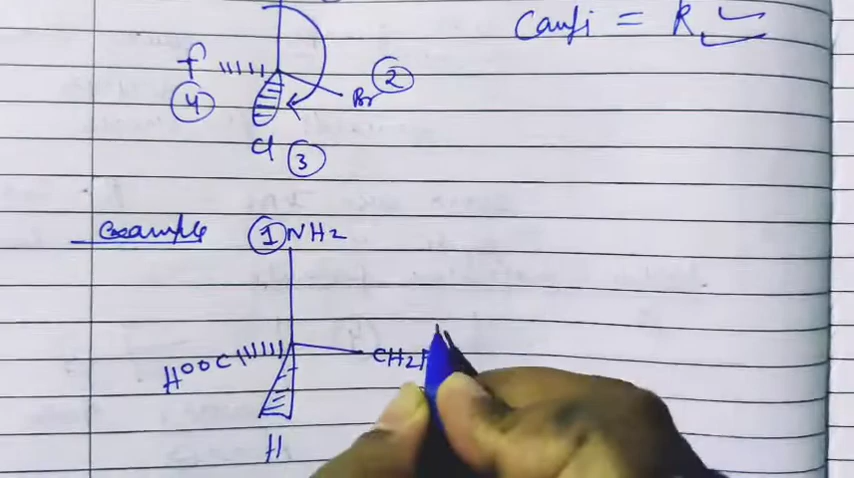 Confi = R
f
Br ②
④
Cl ③
example ① NH2
HOOC CH2
H